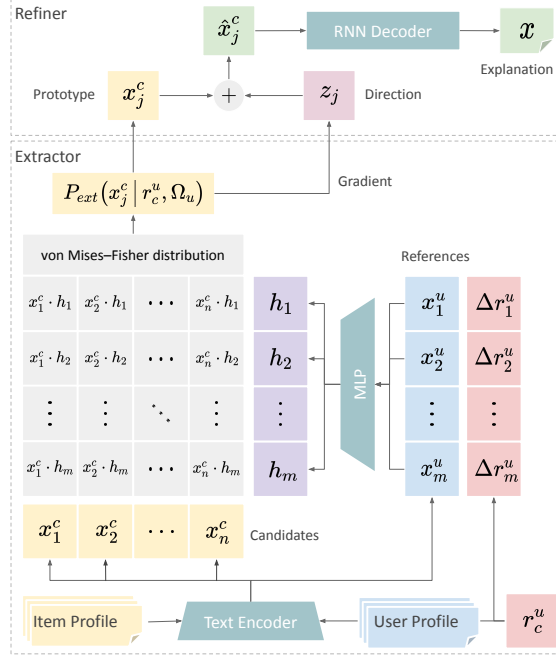 Refiner
x̂_j^c
RNN Decoder
x
Explanation
Prototype
x_j^c
+
z_j
Direction
Extractor
P_ext(x_j^c | r_c^u, Ω_u)
Gradient
von Mises–Fisher distribution
References
x_1^c · h_1 x_2^c · h_1 ··· x_n^c · h_1 h_1 x_1^u Δr_1^u
x_1^c · h_2 x_2^c · h_2 ··· x_n^c · h_2 h_2 x_2^u Δr_2^u
MLP
⋮ ⋮ ⋱ ⋮ ⋮ ⋮ ⋮
x_1^c · h_m x_2^c · h_m ··· x_n^c · h_m h_m x_m^u Δr_m^u
x_1^c x_2^c ··· x_n^c Candidates
Item Profile Text Encoder User Profile r_c^u